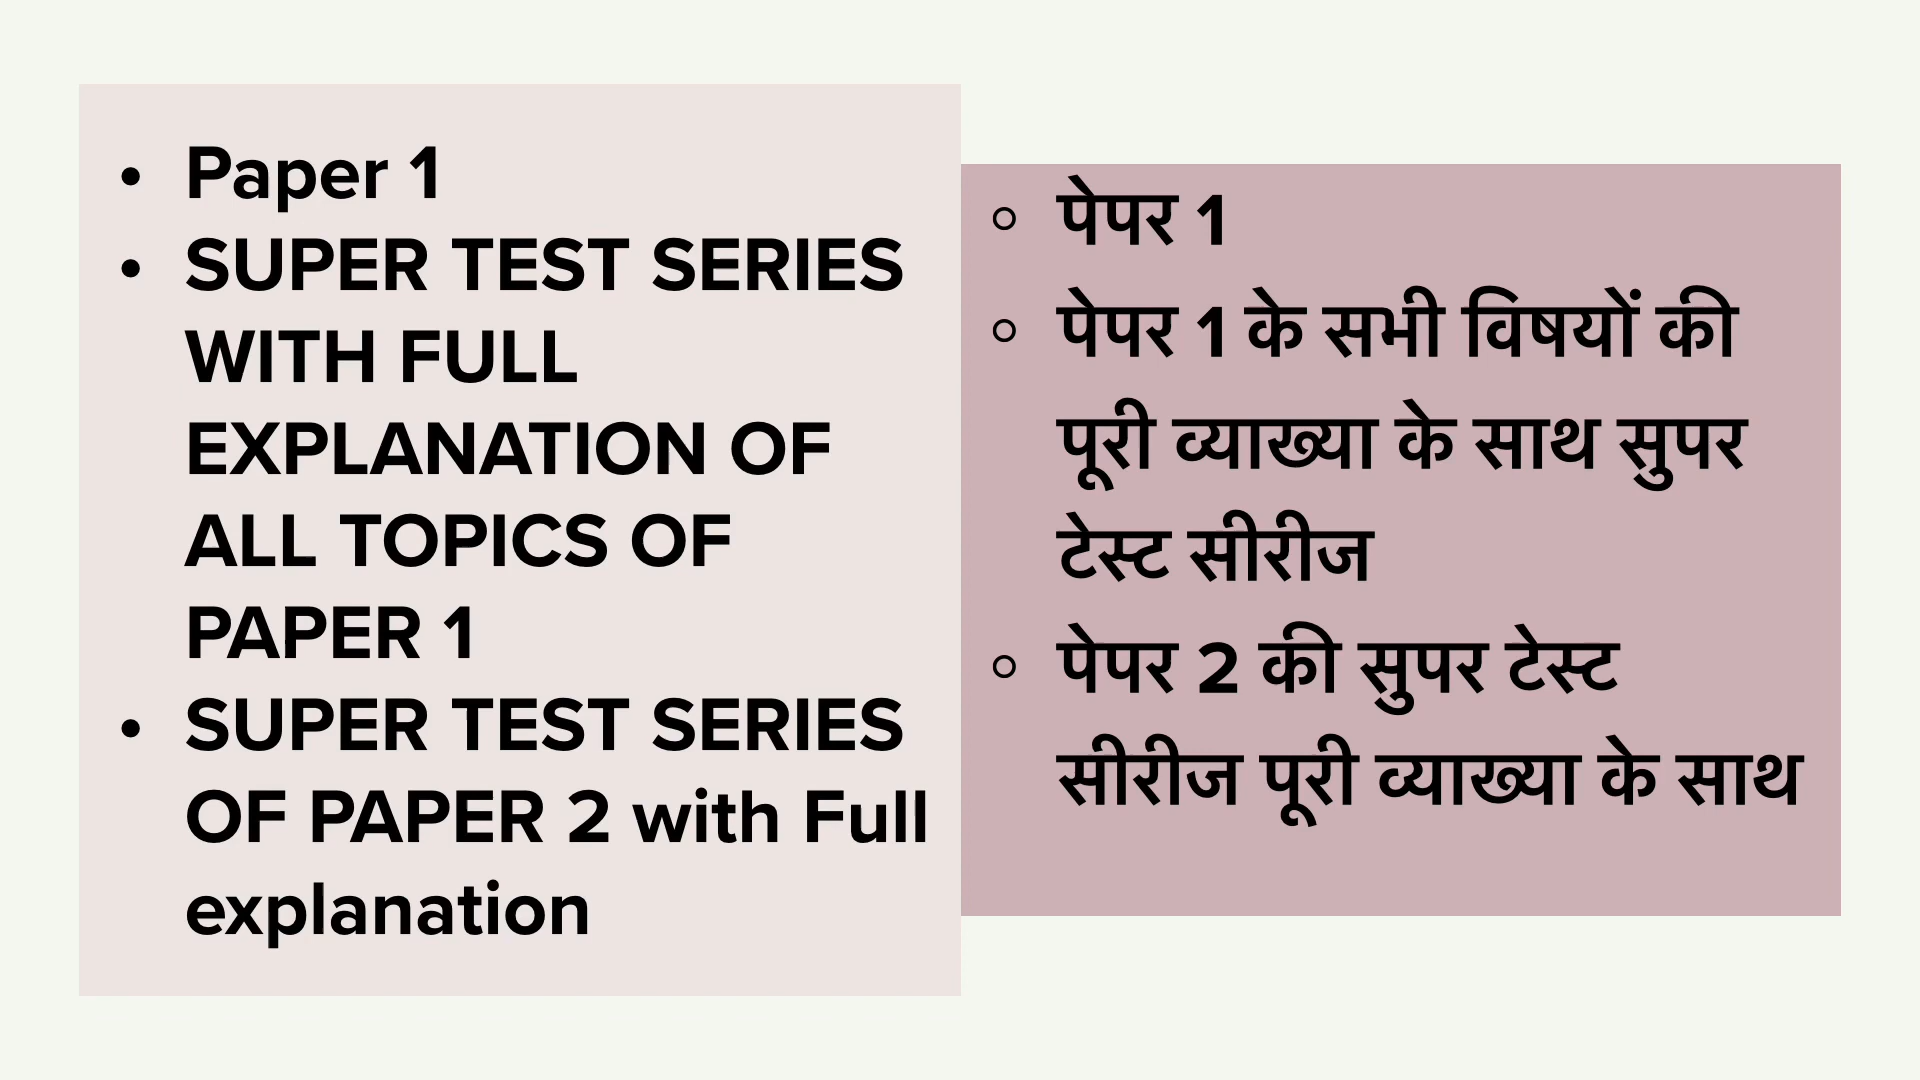 • Paper 1
• SUPER TEST SERIES
WITH FULL
EXPLANATION OF
ALL TOPICS OF
PAPER 1
• SUPER TEST SERIES
OF PAPER 2 with Full
explanation
◦ पेपर 1
◦ पेपर 1 के सभी विषयों की
पूरी व्याख्या के साथ सुपर
टेस्ट सीरीज
◦ पेपर 2 की सुपर टेस्ट
सीरीज पूरी व्याख्या के साथ